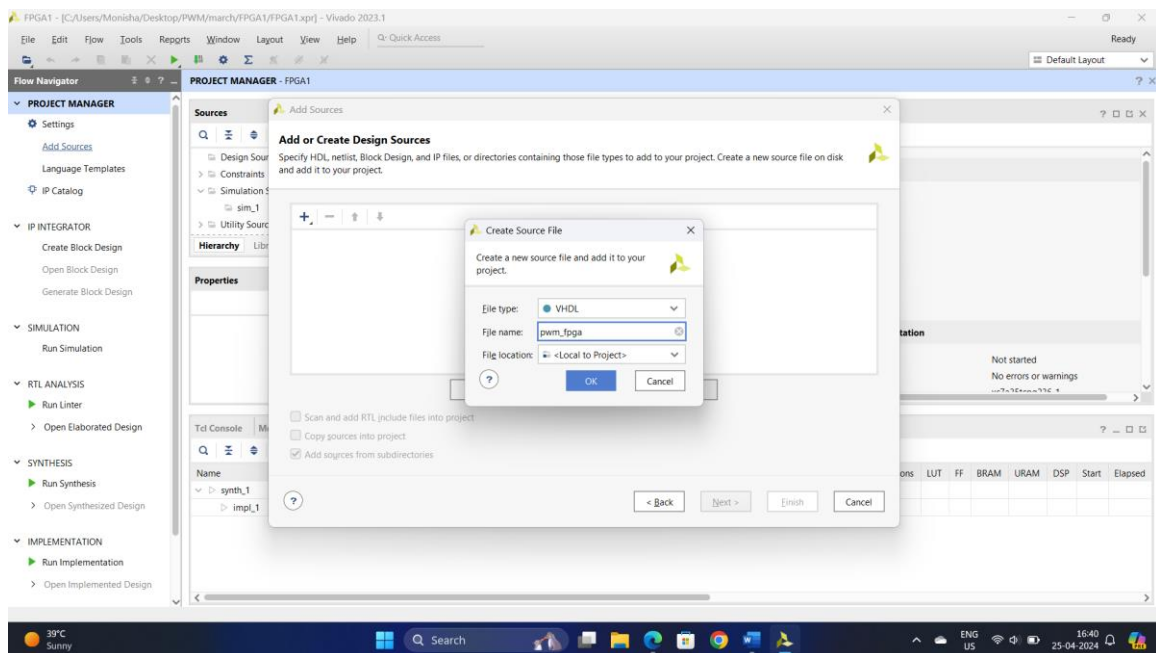 FPGA1 - [C:/Users/Monisha/Desktop/PWM/march/FPGA1/FPGA1.xpr] - Vivado 2023.1
File Edit Flow Tools Reports Window Layout View Help Q- Quick Access
Ready
Default Layout
Flow Navigator
PROJECT MANAGER - FPGA1
PROJECT MANAGER
Settings
Add Sources
Language Templates
IP Catalog
IP INTEGRATOR
Create Block Design
Open Block Design
Generate Block Design
SIMULATION
Run Simulation
RTL ANALYSIS
Run Linter
Open Elaborated Design
SYNTHESIS
Run Synthesis
Open Synthesized Design
IMPLEMENTATION
Run Implementation
Open Implemented Design
Sources
Design Sour
Constraints
Simulation S
sim_1
Utility Sourc
Hierarchy Libr
Properties
Tcl Console
Name
synth_1
impl_1
Add Sources
Add or Create Design Sources
Specify HDL, netlist, Block Design, and IP files, or directories containing those file types to add to your project. Create a new source file on disk
and add it to your project.
Create Source File
Create a new source file and add it to your
project.
File type: VHDL
File name: pwm_fpga
File location: <Local to Project>
? OK Cancel
Scan and add RTL include files into project
Copy sources into project
Add sources from subdirectories
? < Back Next > Finish Cancel
tation
Not started
No errors or warnings
ons LUT FF BRAM URAM DSP Start Elapsed
39°C
Sunny
Search
ENG
US
16:40
25-04-2024